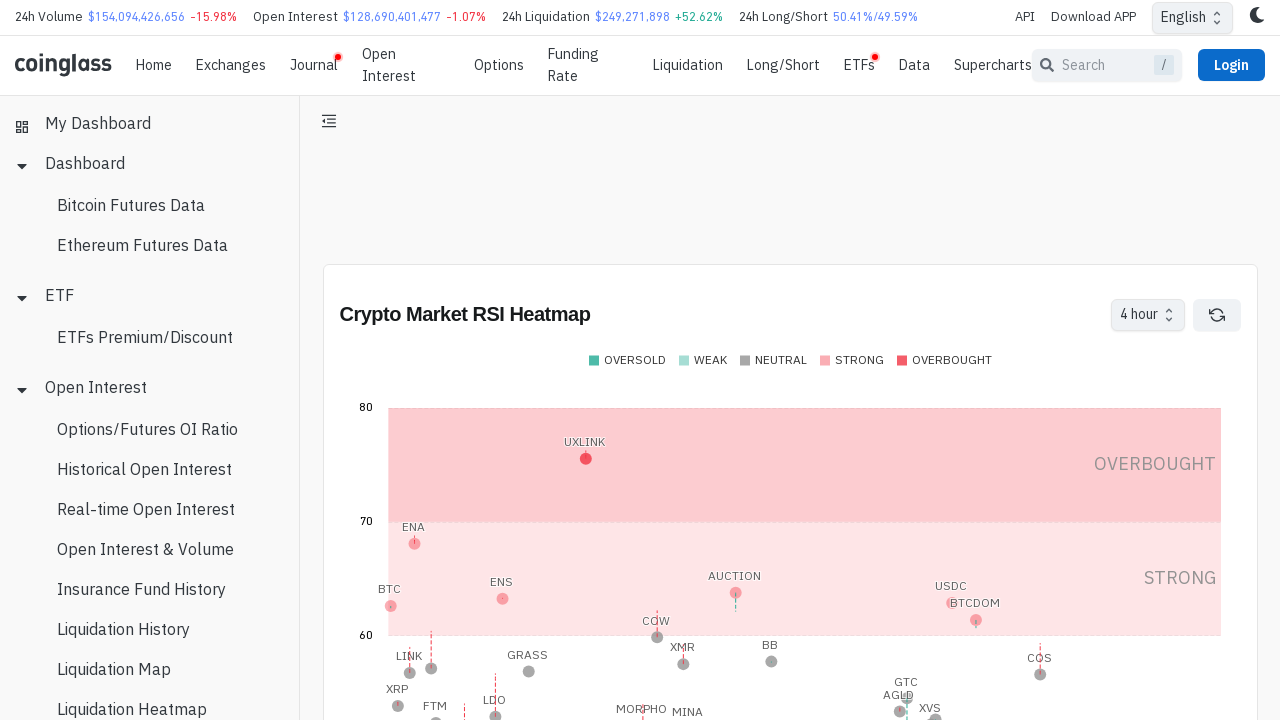 24h Volume $154,094,426,656 -15.98% Open Interest $128,690,401,477 -1.07% 24h Liquidation $249,271,898 +52.62% 24h Long/Short 50.41%/49.59% API Download APP English
coinglass Home Exchanges Journal Open Interest Options Funding Rate Liquidation Long/Short ETFs Data Supercharts Search / Login
My Dashboard
Dashboard
Bitcoin Futures Data
Ethereum Futures Data
ETF
ETFs Premium/Discount
Open Interest
Options/Futures OI Ratio
Historical Open Interest
Real-time Open Interest
Open Interest & Volume
Insurance Fund History
Liquidation History
Liquidation Map
Liquidation Heatmap
Crypto Market RSI Heatmap 4 hour
OVERSOLD WEAK NEUTRAL STRONG OVERBOUGHT
80
UXLINK
OVERBOUGHT
70
ENA
AUCTION
STRONG
ENS
BTC
USDC
BTCDOM
COW
60
XMR
BB
LINK
GRASS
COS
GTC
XRP
AGLD
LDO
FTM
MORPHO
MINA
XVS